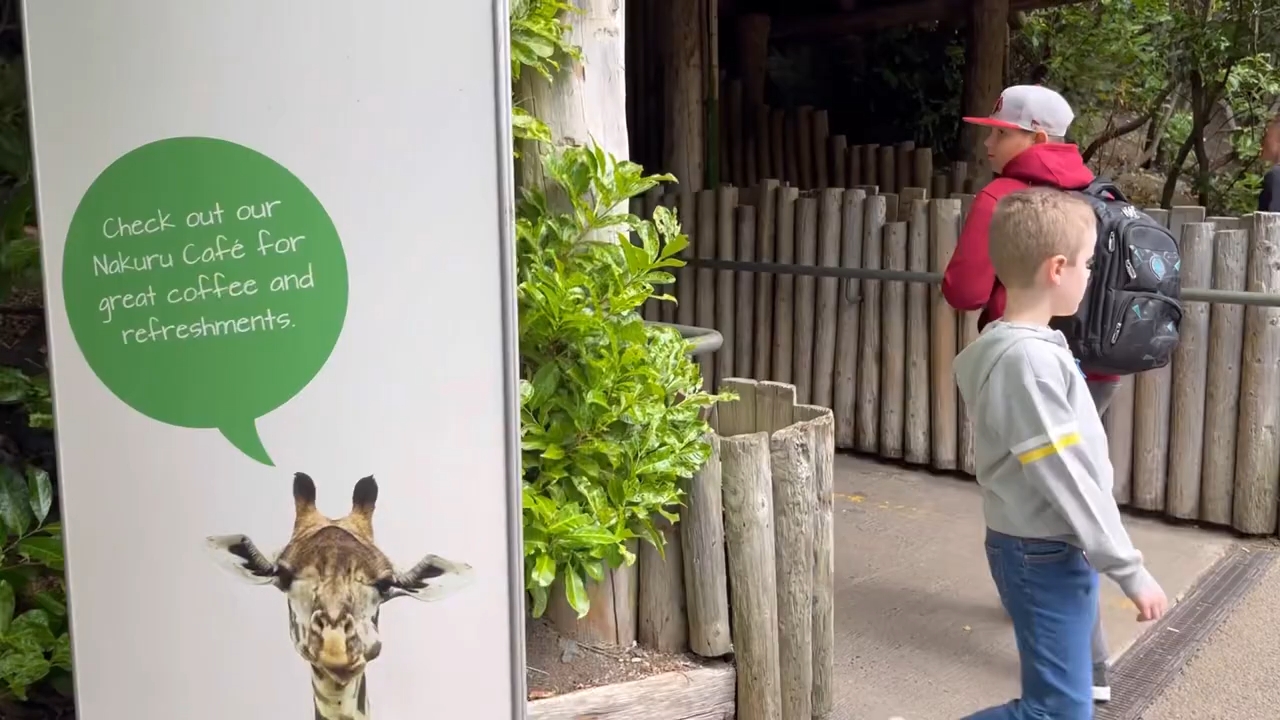 Check out our
Nakuru Café for
great coffee and
refreshments.